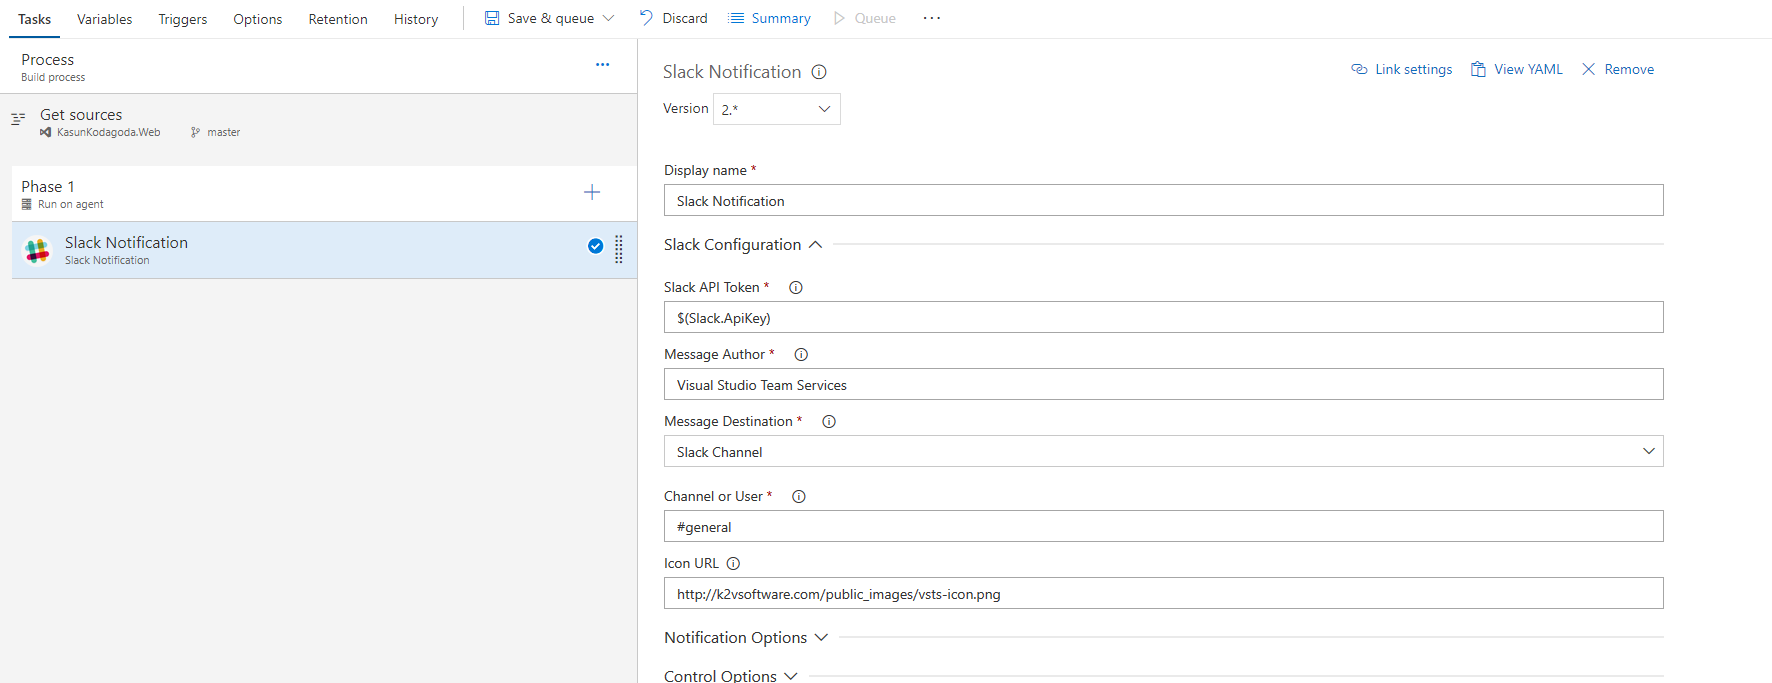 Tasks Variables Triggers Options Retention History Save & queue Discard Summary Queue ...
Process
Build process
Get sources
KasunKodagoda.Web master
Phase 1
Run on agent
Slack Notification
Slack Notification
Slack Notification
Link settings View YAML Remove
Version 2.*
Display name *
Slack Notification
Slack Configuration
Slack API Token *
$(Slack.ApiKey)
Message Author *
Visual Studio Team Services
Message Destination *
Slack Channel
Channel or User *
#general
Icon URL
http://k2vsoftware.com/public_images/vsts-icon.png
Notification Options
Control Options